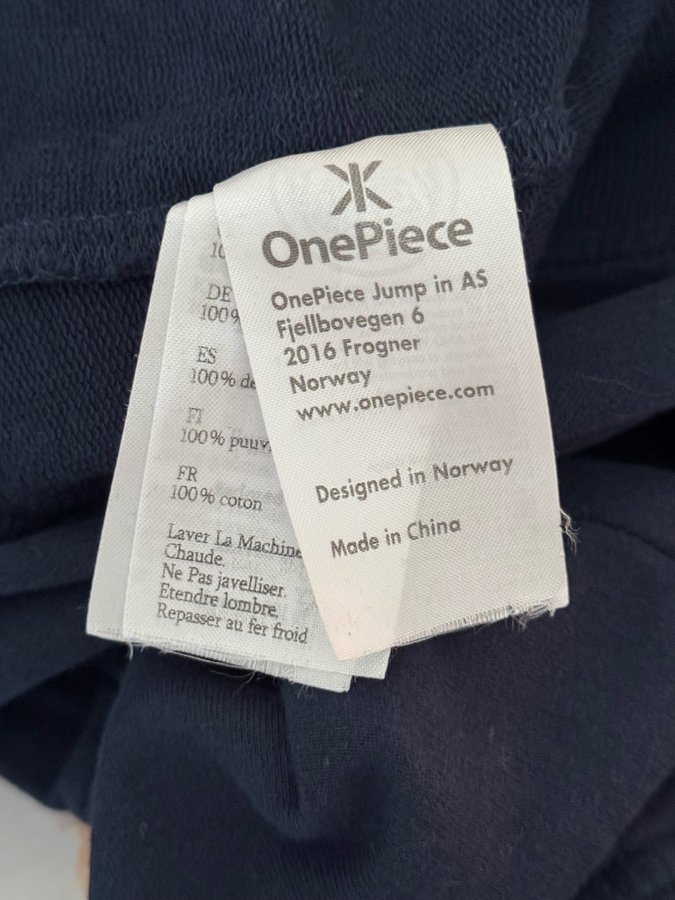 OnePiece
OnePiece Jump in AS
Fjellbovegen 6
2016 Frogner
Norway
www.onepiece.com
Designed in Norway
Made in China
DE
100%
ES
100% de
FI
100% puuv
FR
100% coton
Laver La Machine
Chaude.
Ne Pas javelliser.
Etendre lombre.
Repasser au fer froid